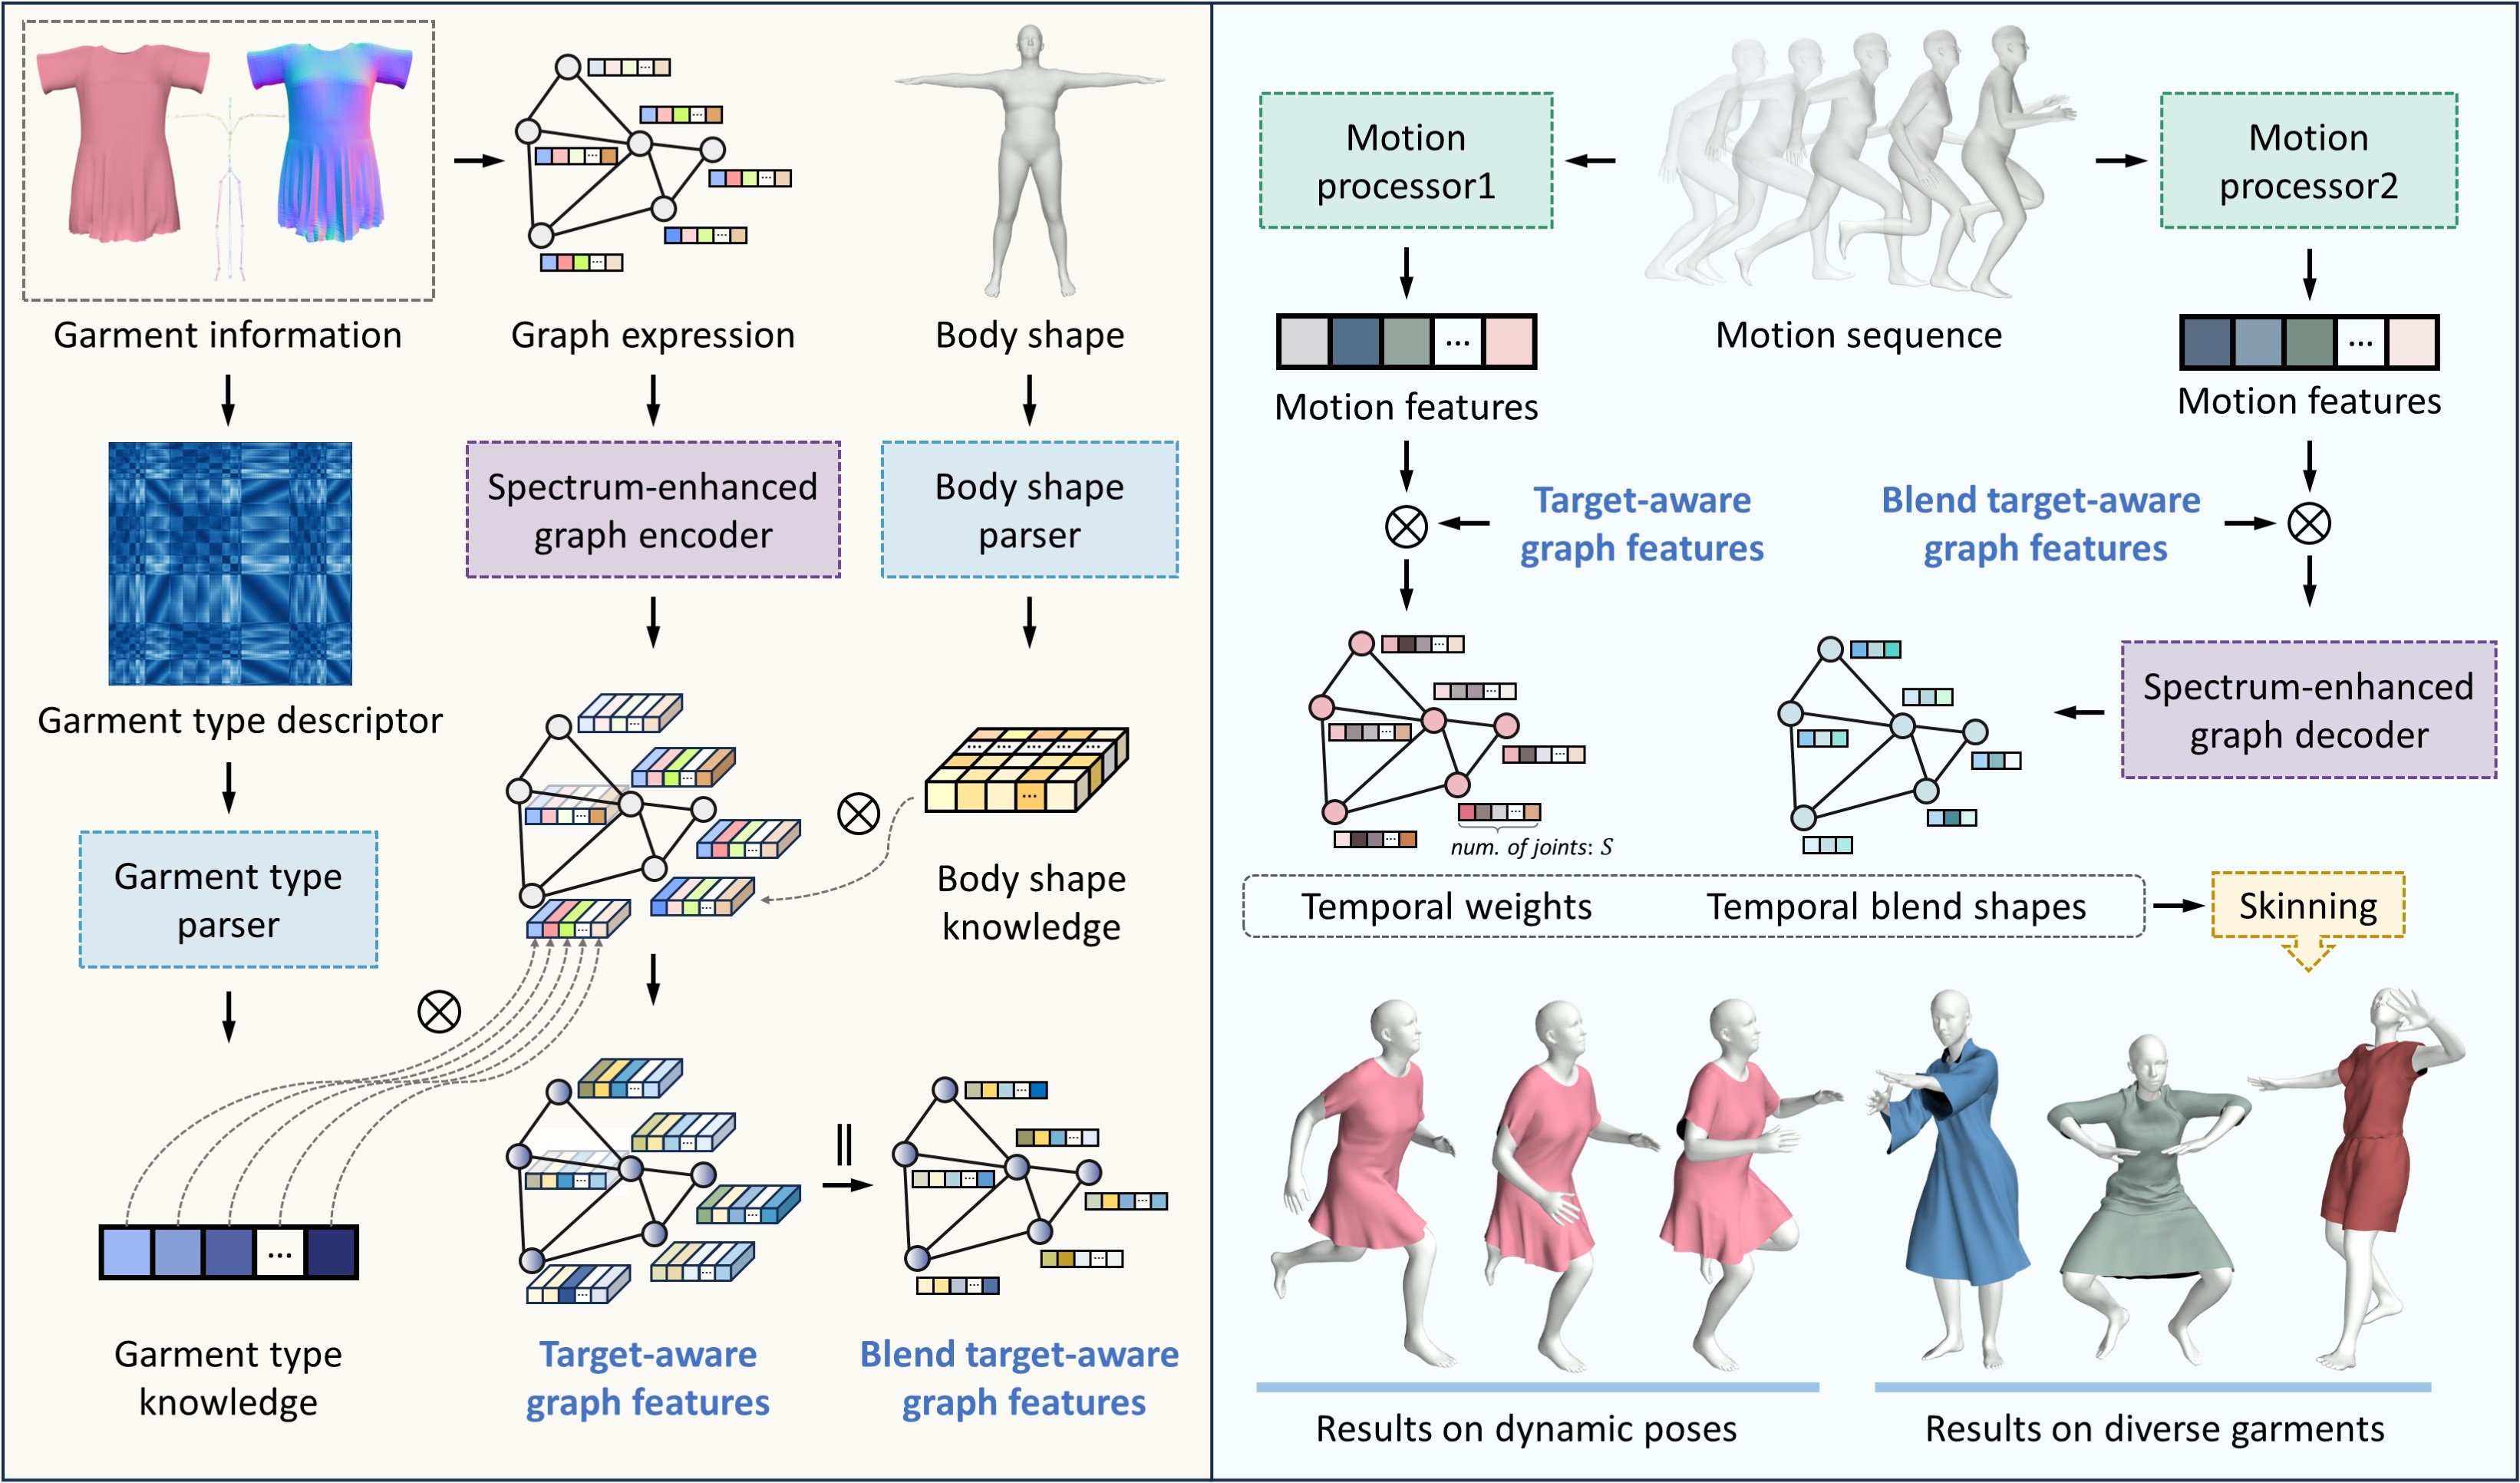 Garment information
Graph expression
Body shape
Spectrum-enhanced
graph encoder
Body shape
parser
Garment type descriptor
Garment type
parser
Body shape
knowledge
Garment type
knowledge
Target-aware
graph features
Blend target-aware
graph features
Motion
processor1
Motion sequence
Motion
processor2
Motion features
Motion features
Target-aware
graph features
Blend target-aware
graph features
Spectrum-enhanced
graph decoder
num. of joints: S
Temporal weights
Temporal blend shapes
Skinning
Results on dynamic poses
Results on diverse garments